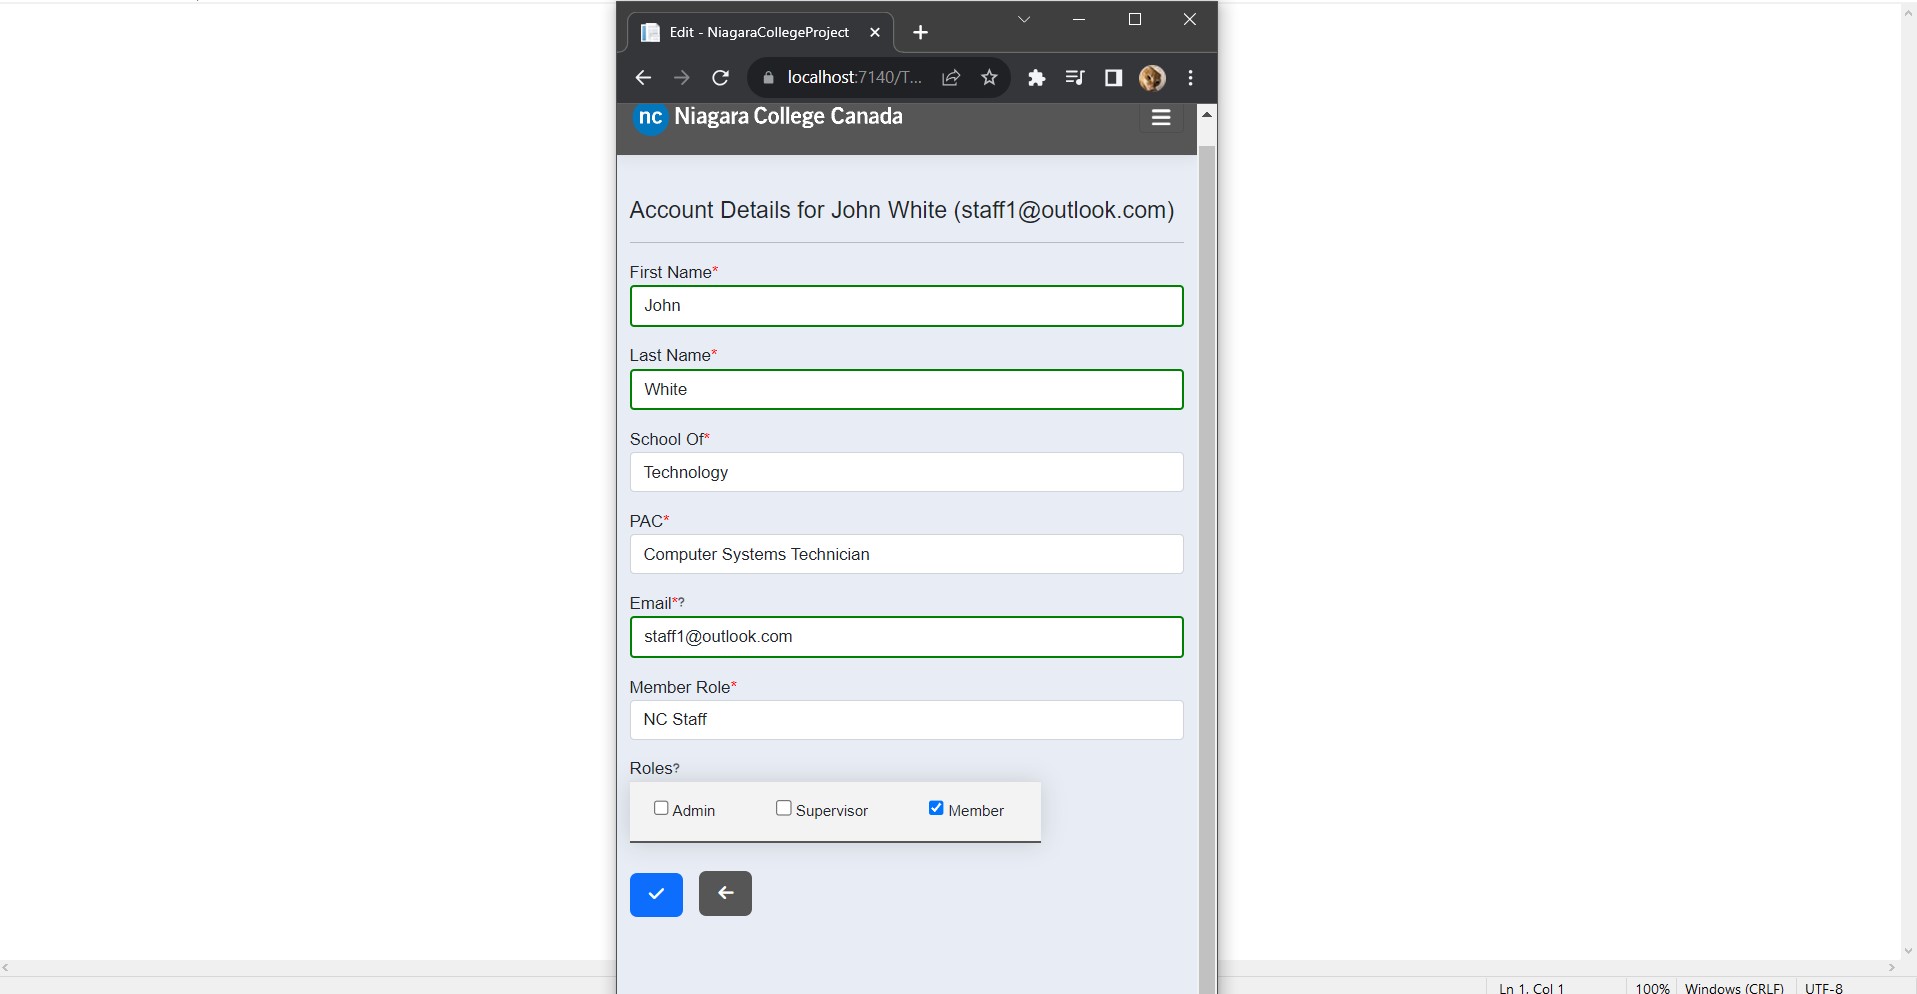 Edit - NiagaraCollegeProject
localhost:7140/T...
nc Niagara College Canada
Account Details for John White (staff1@outlook.com)
First Name*
John
Last Name*
White
School Of*
Technology
PAC*
Computer Systems Technician
Email*?
staff1@outlook.com
Member Role*
NC Staff
Roles?
Admin Supervisor Member
Ln 1, Col 1 100% Windows (CRLF) UTF-8